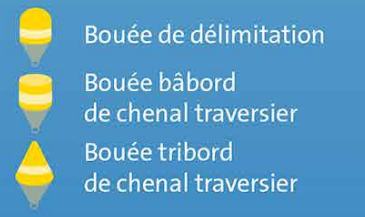 Bouée de délimitation
Bouée bâbord
de chenal traversier
Bouée tribord
de chenal traversier